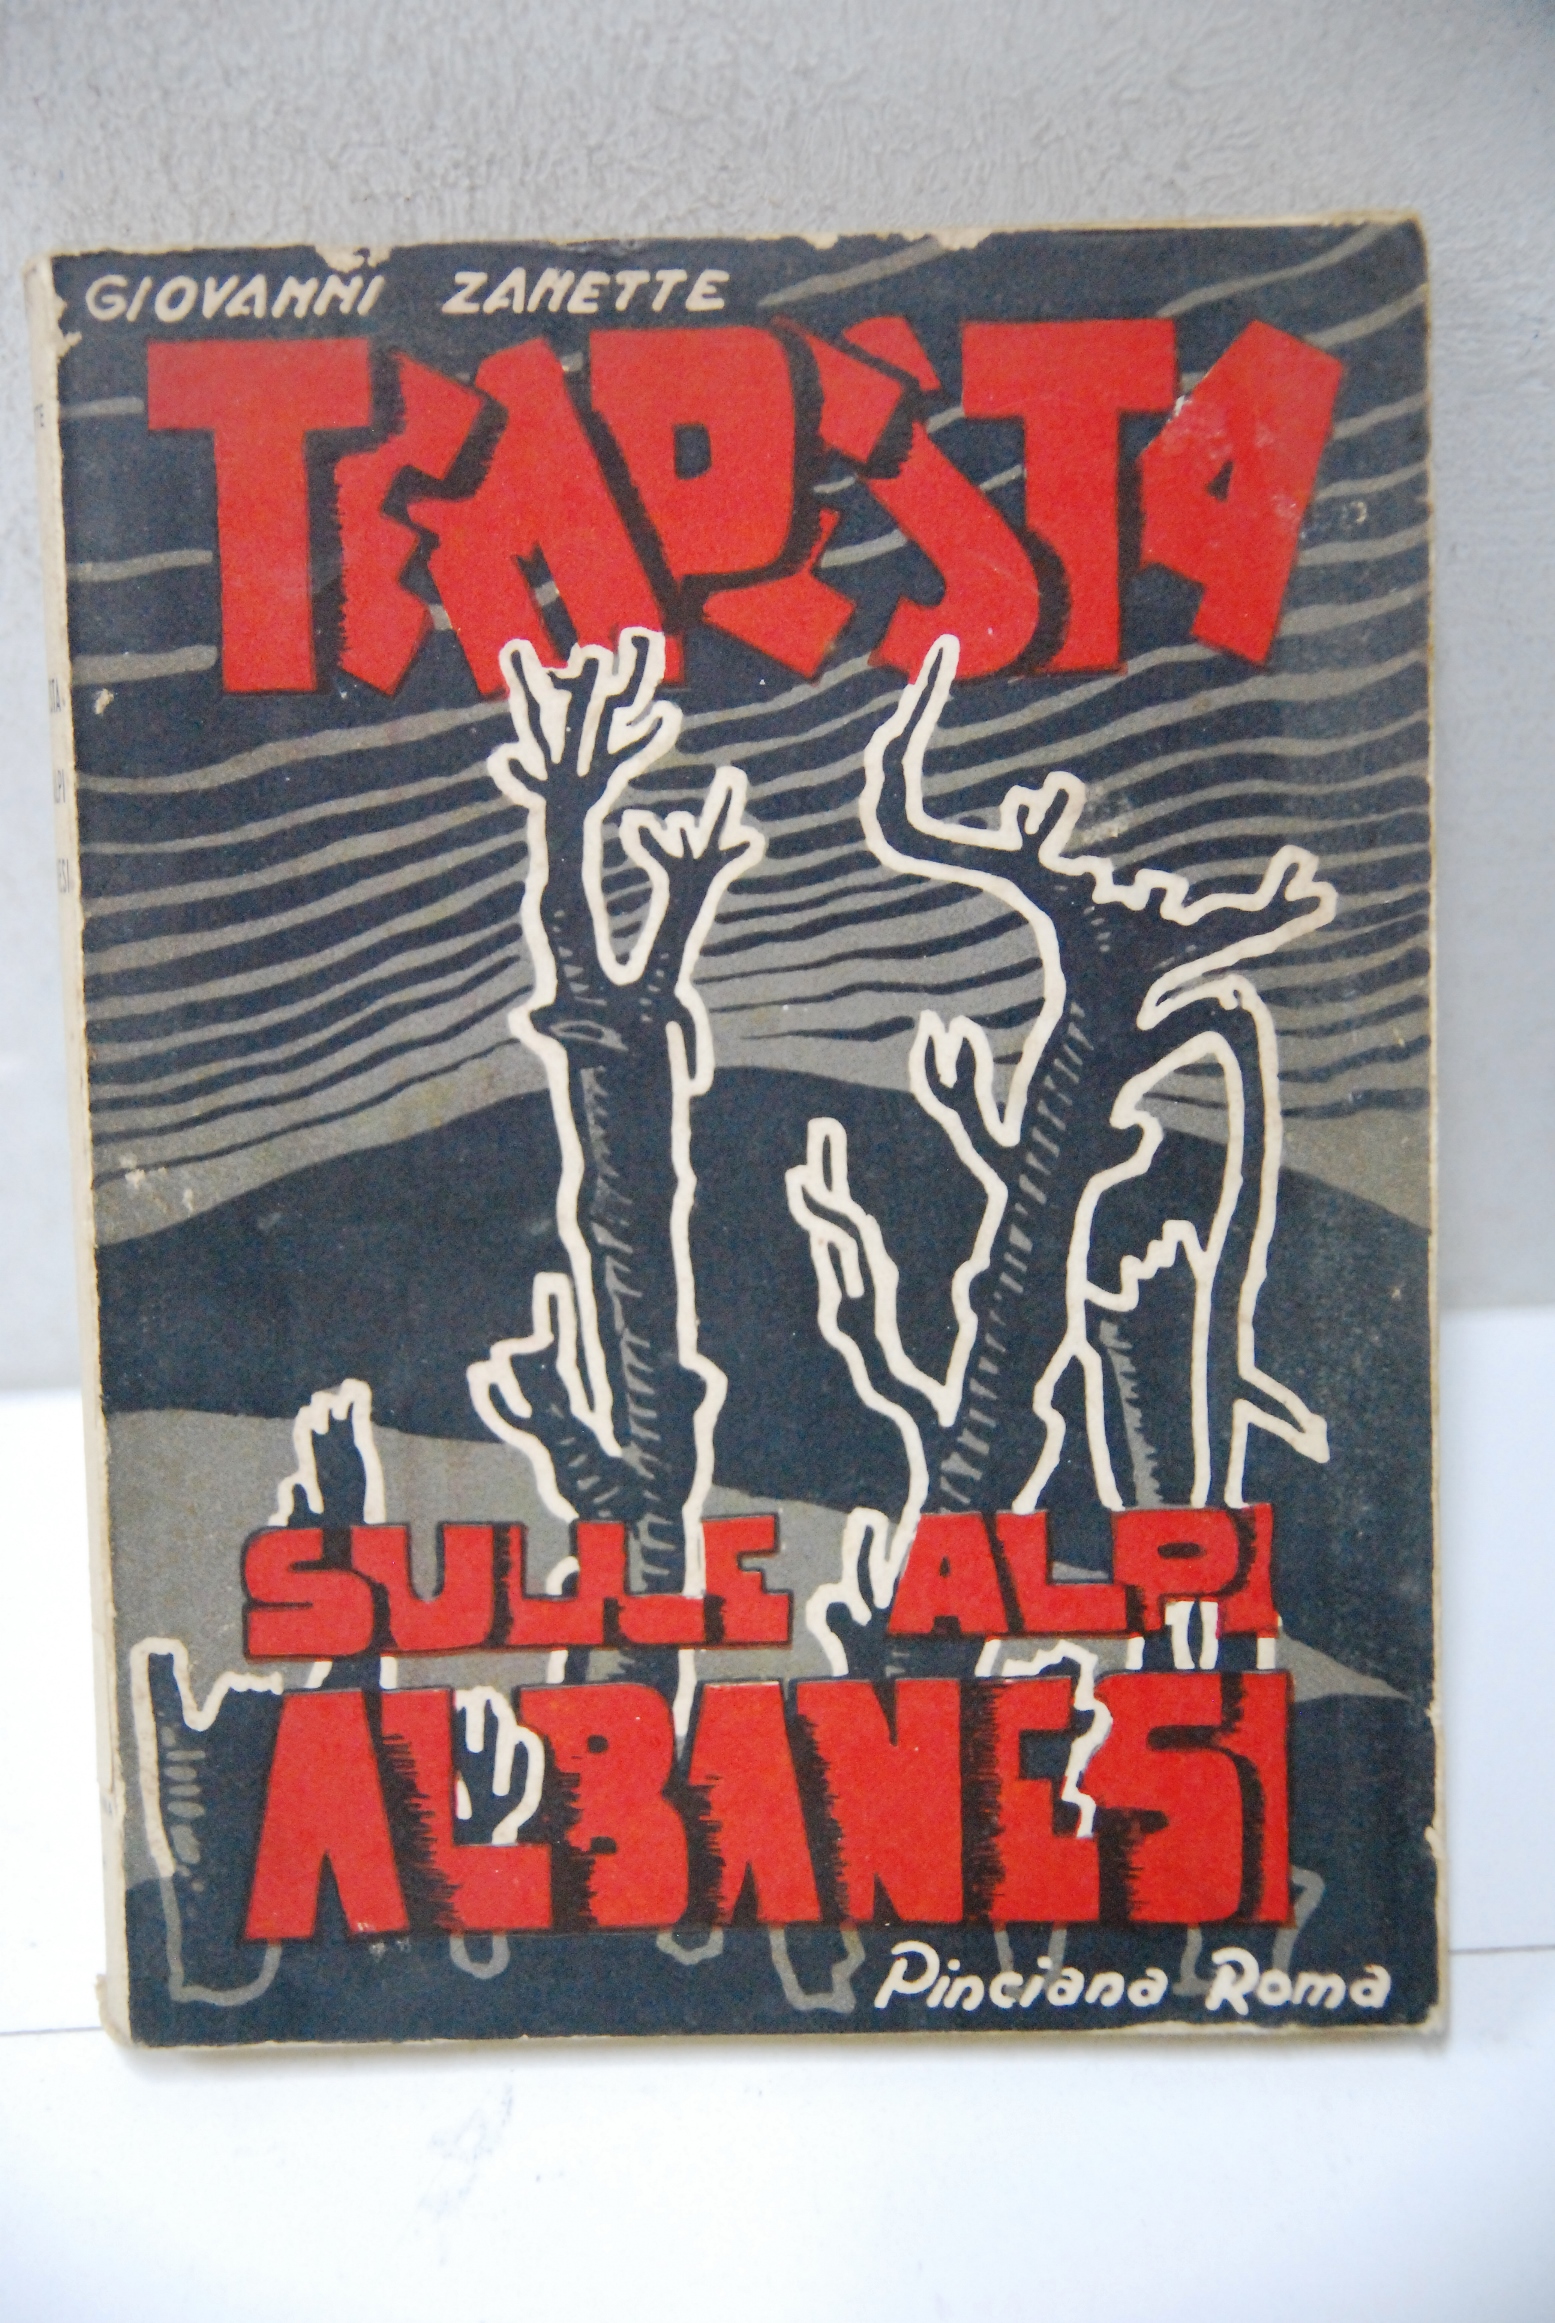 GIOVANNI ZANETTE
TEMPESTA
SULLE ALPI
ALBANESI
Pinciana Roma